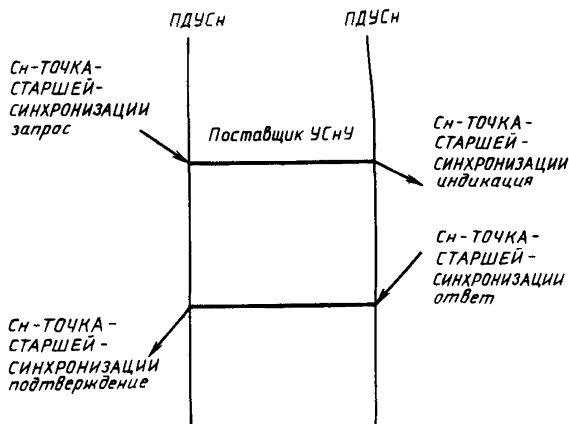 ПДУСн
ПДУСн
Сн-ТОЧКА-
СТАРШЕЙ-
СИНХРОНИЗАЦИИ
запрос
Поставщик УСнУ
Сн-ТОЧКА-
СТАРШЕЙ-
СИНХРОНИЗАЦИИ
индикация
Сн-ТОЧКА-
СТАРШЕЙ-
СИНХРОНИЗАЦИИ
ответ
Сн-ТОЧКА-
СТАРШЕЙ-
СИНХРОНИЗАЦИИ
подтверждение